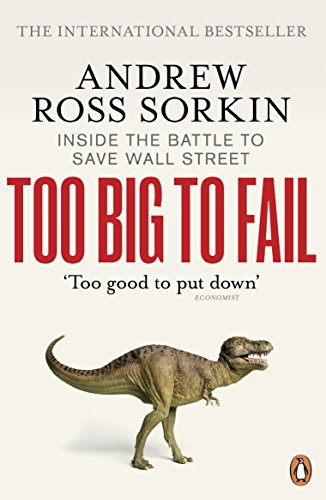 THE INTERNATIONAL BESTSELLER
ANDREW
ROSS SORKIN
INSIDE THE BATTLE TO
SAVE WALL STREET
TOO BIG TO FAIL
‘Too good to put down’
ECONOMIST